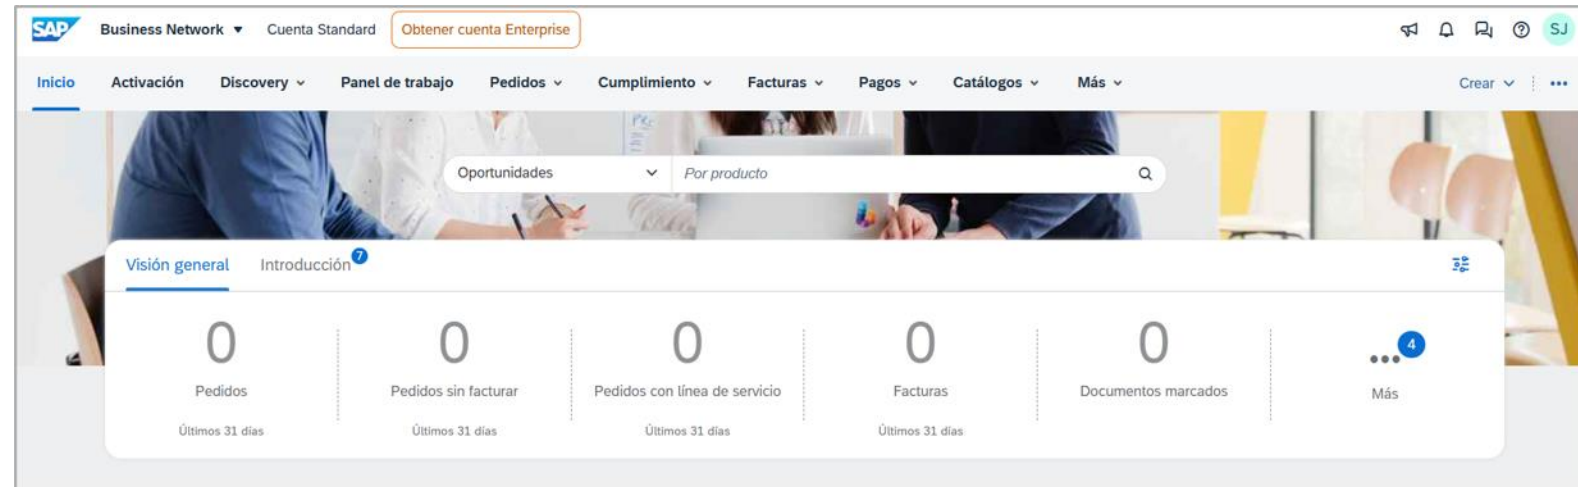 SAP Business Network Cuenta Standard Obtener cuenta Enterprise SJ
Inicio Activación Discovery Panel de trabajo Pedidos Cumplimiento Facturas Pagos Catálogos Más Crear
Oportunidades Por producto
Visión general Introducción 7
0 0 0 0 0 4
Pedidos Pedidos sin facturar Pedidos con línea de servicio Facturas Documentos marcados Más
Últimos 31 días Últimos 31 días Últimos 31 días Últimos 31 días